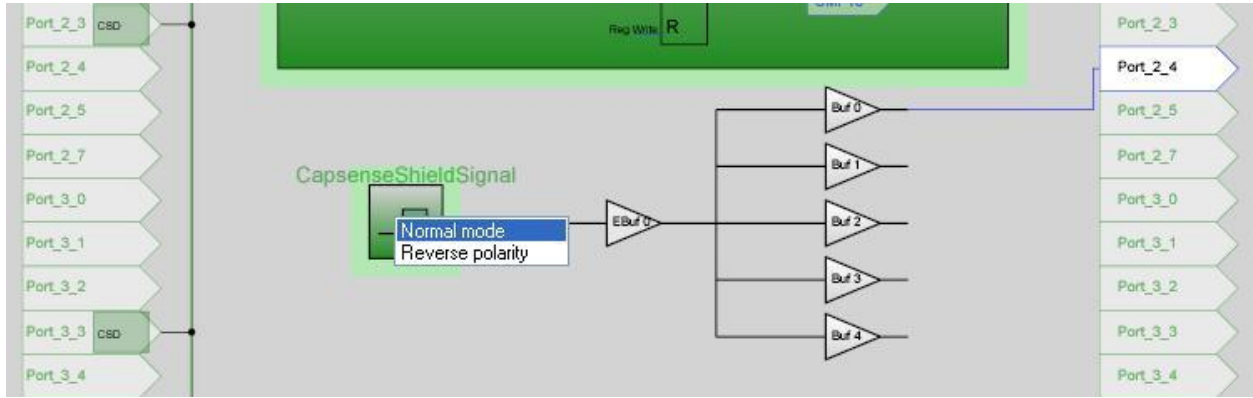 Port_2_3 CSD
Port_2_4
Port_2_5
Port_2_7
Port_3_0
Port_3_1
Port_3_2
Port_3_3 CSD
Port_3_4
Reg Write R
CapsenseShieldSignal
Normal mode
Reverse polarity
EBuf 0
Buf 0
Buf 1
Buf 2
Buf 3
Buf 4
Port_2_3
Port_2_4
Port_2_5
Port_2_7
Port_3_0
Port_3_1
Port_3_2
Port_3_3
Port_3_4